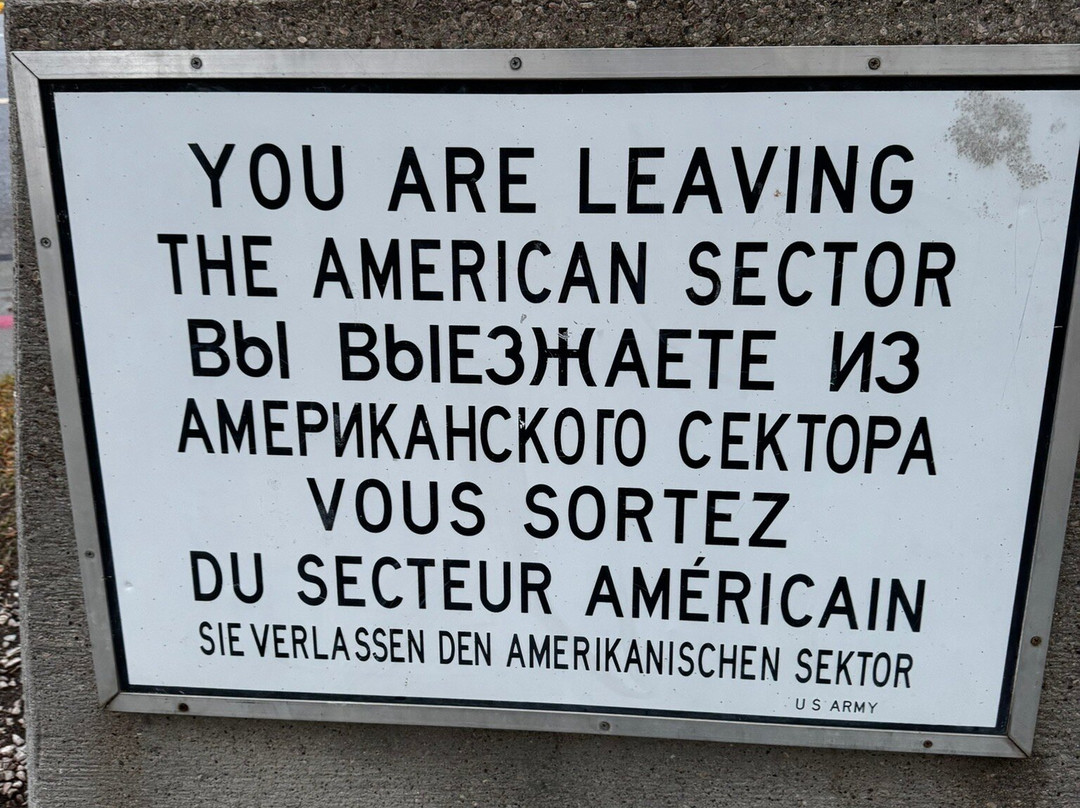 YOU ARE LEAVING
THE AMERICAN SECTOR
ВЫ ВЫЕЗЖАЕТЕ ИЗ
АМЕРИКАНСКОГО СЕКТОРА
VOUS SORTEZ
DU SECTEUR AMÉRICAIN
SIE VERLASSEN DEN AMERIKANISCHEN SEKTOR
US ARMY